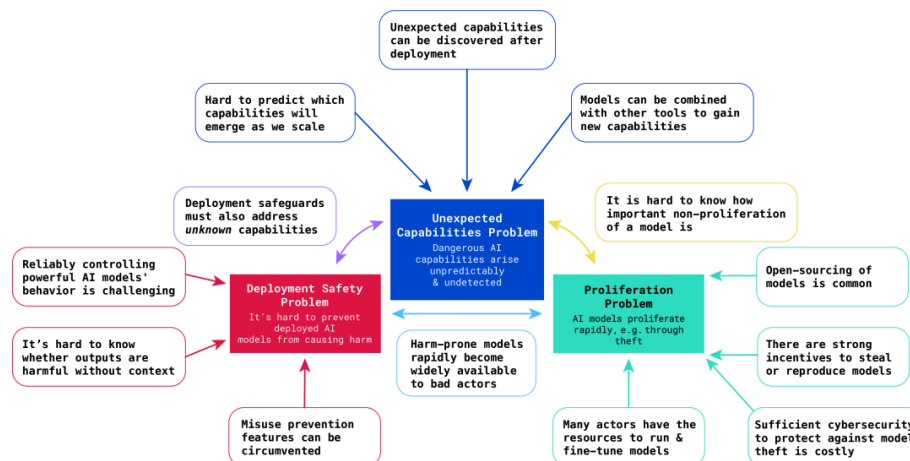 Unexpected capabilities
can be discovered after
deployment
Hard to predict which
capabilities will
emerge as we scale
Models can be combined
with other tools to gain
new capabilities
Deployment safeguards
must also address
unknown capabilities
Unexpected
Capabilities Problem
Dangerous AI
capabilities arise
unpredictably
& undetected
It is hard to know how
important non-proliferation
of a model is
Reliably controlling
powerful AI models'
behavior is challenging
Deployment Safety
Problem
It's hard to prevent
deployed AI
models from causing harm
Proliferation
Problem
AI models proliferate
rapidly, e.g. through
theft
Open-sourcing of
models is common
It's hard to know
whether outputs are
harmful without context
Harm-prone models
rapidly become
widely available
to bad actors
There are strong
incentives to steal
or reproduce models
Misuse prevention
features can be
circumvented
Many actors have the
resources to run &
fine-tune models
Sufficient cybersecurity
to protect against model
theft is costly